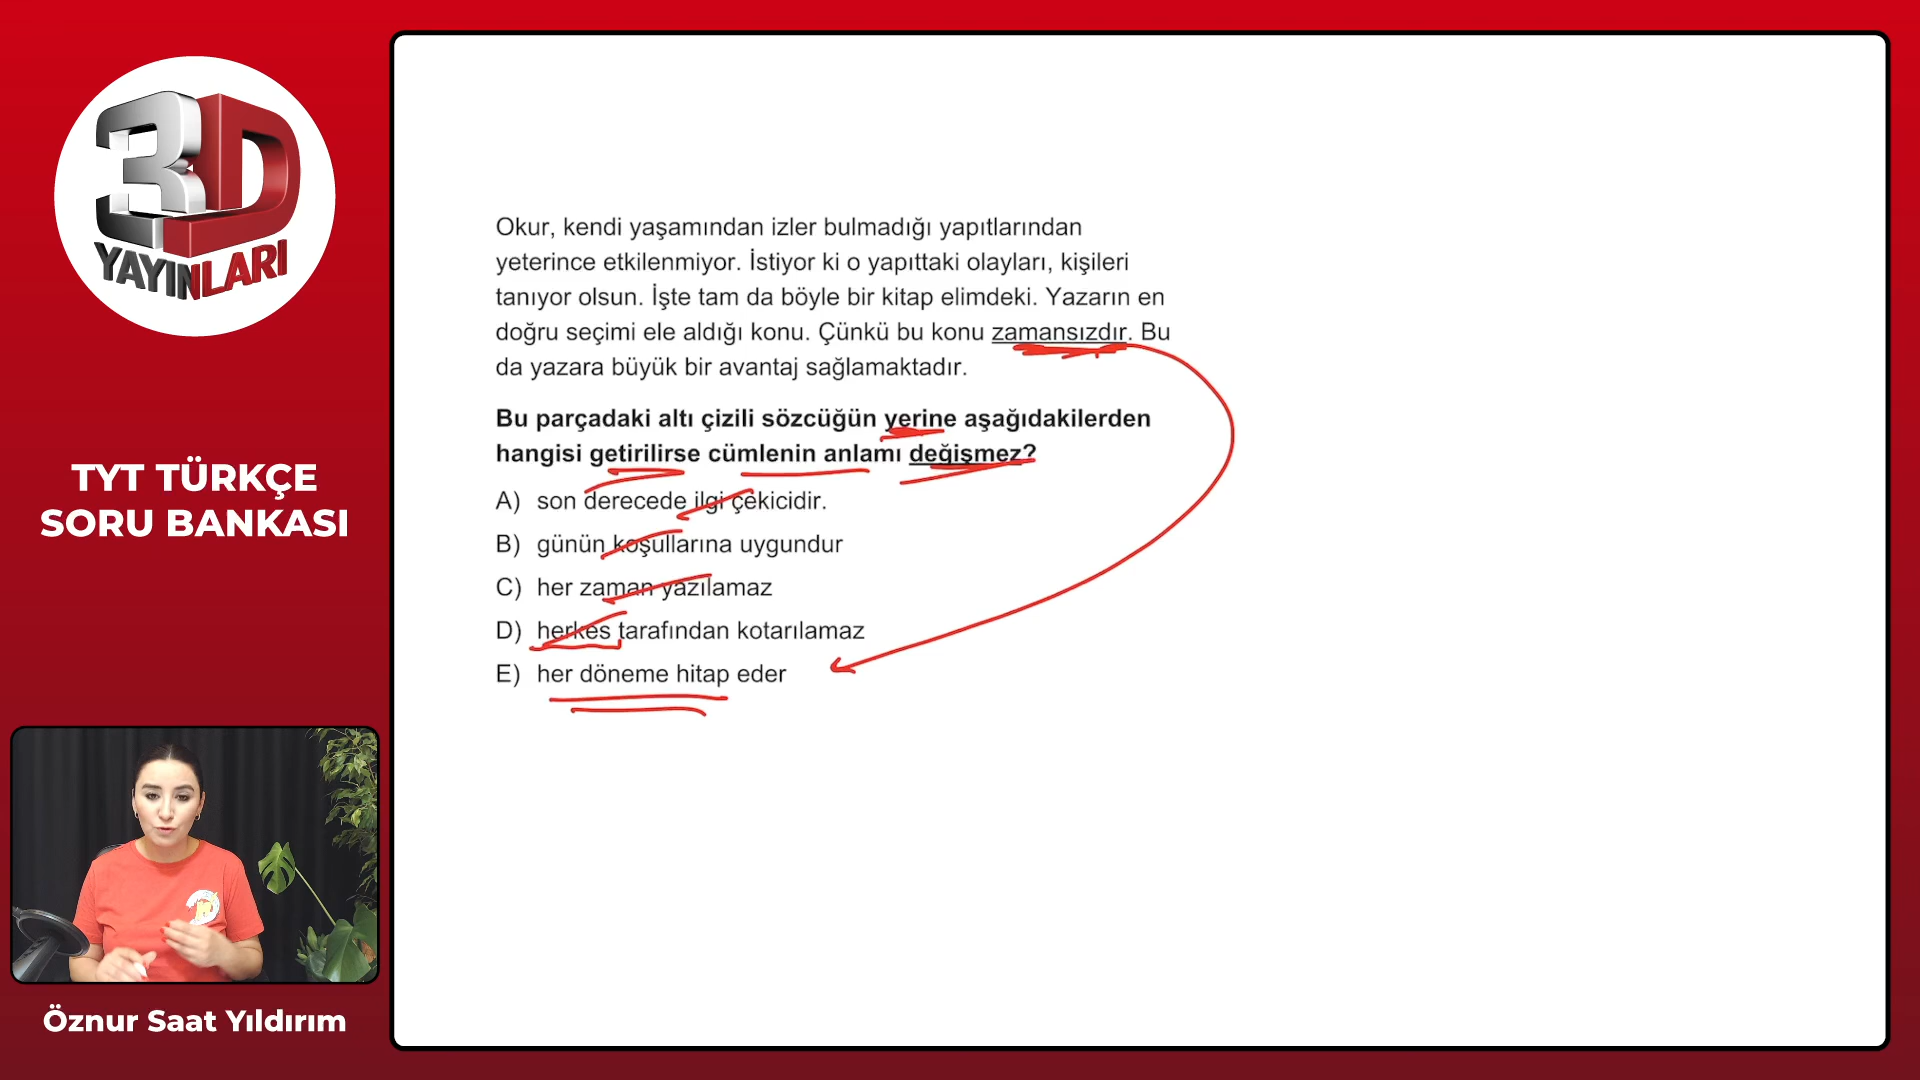 3D
YAYINLARI
TYT TÜRKÇE
SORU BANKASI
Öznur Saat Yıldırım
Okur, kendi yaşamından izler bulmadığı yapıtlarından
yeterince etkilenmiyor. İstiyor ki o yapıttaki olayları, kişileri
tanıyor olsun. İşte tam da böyle bir kitap elimdeki. Yazarın en
doğru seçimi ele aldığı konu. Çünkü bu konu zamansızdır. Bu
da yazara büyük bir avantaj sağlamaktadır.
Bu parçadaki altı çizili sözcüğün yerine aşağıdakilerden
hangisi getirilirse cümlenin anlamı değişmez?
A) son derecede ilgi çekicidir.
B) günün koşullarına uygundur
C) her zaman yazılamaz
D) herkes tarafından kotarılamaz
E) her döneme hitap eder